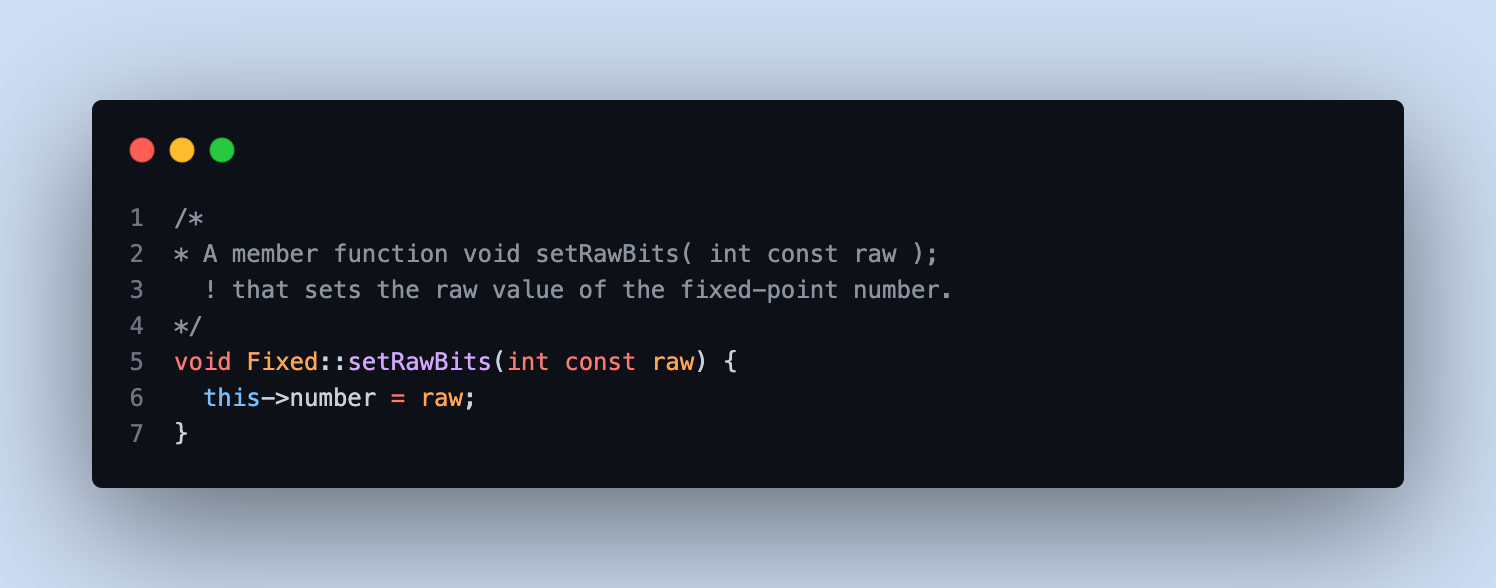 1 /*
2 * A member function void setRawBits( int const raw );
3   ! that sets the raw value of the fixed-point number.
4 */
5 void Fixed::setRawBits(int const raw) {
6   this->number = raw;
7 }